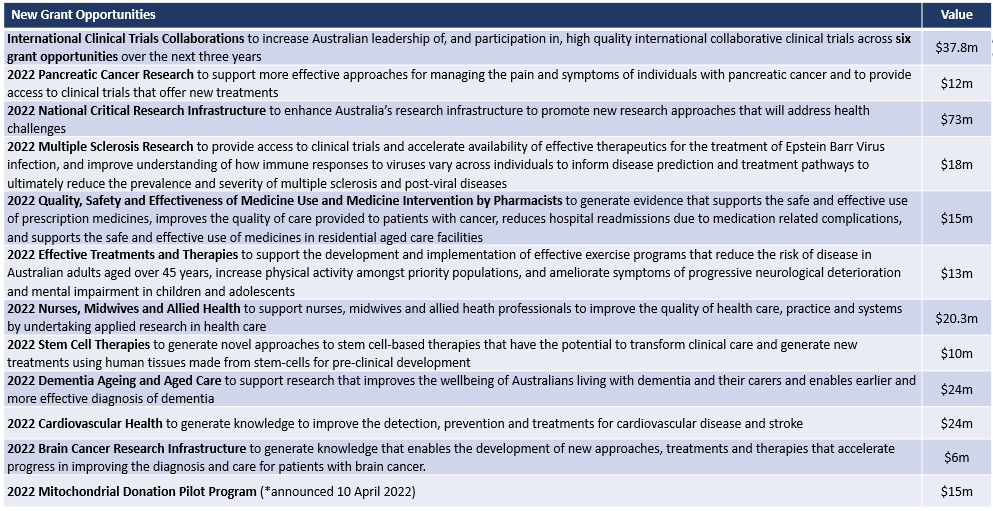 New Grant Opportunities
Value
International Clinical Trials Collaborations to increase Australian leadership of, and participation in, high quality international collaborative clinical trials across six
grant opportunities over the next three years
$37.8m
2022 Pancreatic Cancer Research to support more effective approaches for managing the pain and symptoms of individuals with pancreatic cancer and to provide
access to clinical trials that offer new treatments
$12m
2022 National Critical Research Infrastructure to enhance Australia's research infrastructure to promote new research approaches that will address health
challenges
$73m
2022 Multiple Sclerosis Research to provide access to clinical trials and accelerate availability of effective therapeutics for the treatment of Epstein Barr Virus
infection, and improve understanding of how immune responses to viruses vary across individuals to inform disease prediction and treatment pathways to
ultimately reduce the prevalence and severity of multiple sclerosis and post-viral diseases
$18m
2022 Quality, Safety and Effectiveness of Medicine Use and Medicine Intervention by Pharmacists to generate evidence that supports the safe and effective use
of prescription medicines, improves the quality of care provided to patients with cancer, reduces hospital readmissions due to medication related complications,
and supports the safe and effective use of medicines in residential aged care facilities
$15m
2022 Effective Treatments and Therapies to support the development and implementation of effective exercise programs that reduce the risk of disease in
Australian adults aged over 45 years, increase physical activity amongst priority populations, and ameliorate symptoms of progressive neurological deterioration
and mental impairment in children and adolescents
$13m
2022 Nurses, Midwives and Allied Health to support nurses, midwives and allied heath professionals to improve the quality of health care, practice and systems
by undertaking applied research in health care
$20.3m
2022 Stem Cell Therapies to generate novel approaches to stem cell-based therapies that have the potential to transform clinical care and generate new
treatments using human tissues made from stem-cells for pre-clinical development
$10m
2022 Dementia Ageing and Aged Care to support research that improves the wellbeing of Australians living with dementia and their carers and enables earlier and
more effective diagnosis of dementia
$24m
2022 Cardiovascular Health to generate knowledge to improve the detection, prevention and treatments for cardiovascular disease and stroke
$24m
2022 Brain Cancer Research Infrastructure to generate knowledge that enables the development of new approaches, treatments and therapies that accelerate
progress in improving the diagnosis and care for patients with brain cancer.
$6m
2022 Mitochondrial Donation Pilot Program (*announced 10 April 2022)
$15m